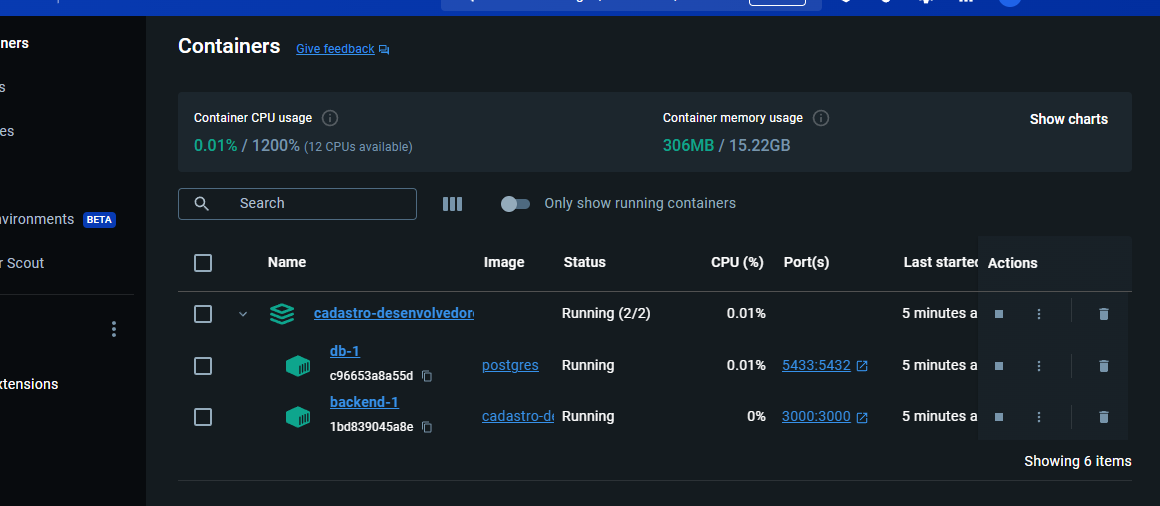 ners
Containers
Give feedback
s
es
Container CPU usage
Container memory usage
Show charts
0.01% / 1200% (12 CPUs available)
306MB / 15.22GB
Search
Only show running containers
nvironments BETA
r Scout
Name Image Status CPU (%) Port(s) Last started Actions
cadastro-desenvolvedor Running (2/2) 0.01% 5 minutes a
db-1
postgres Running 0.01% 5433:5432 5 minutes a
c96653a8a55d
xtensions
backend-1
cadastro-de Running 0% 3000:3000 5 minutes a
1bd839045a8e
Showing 6 items